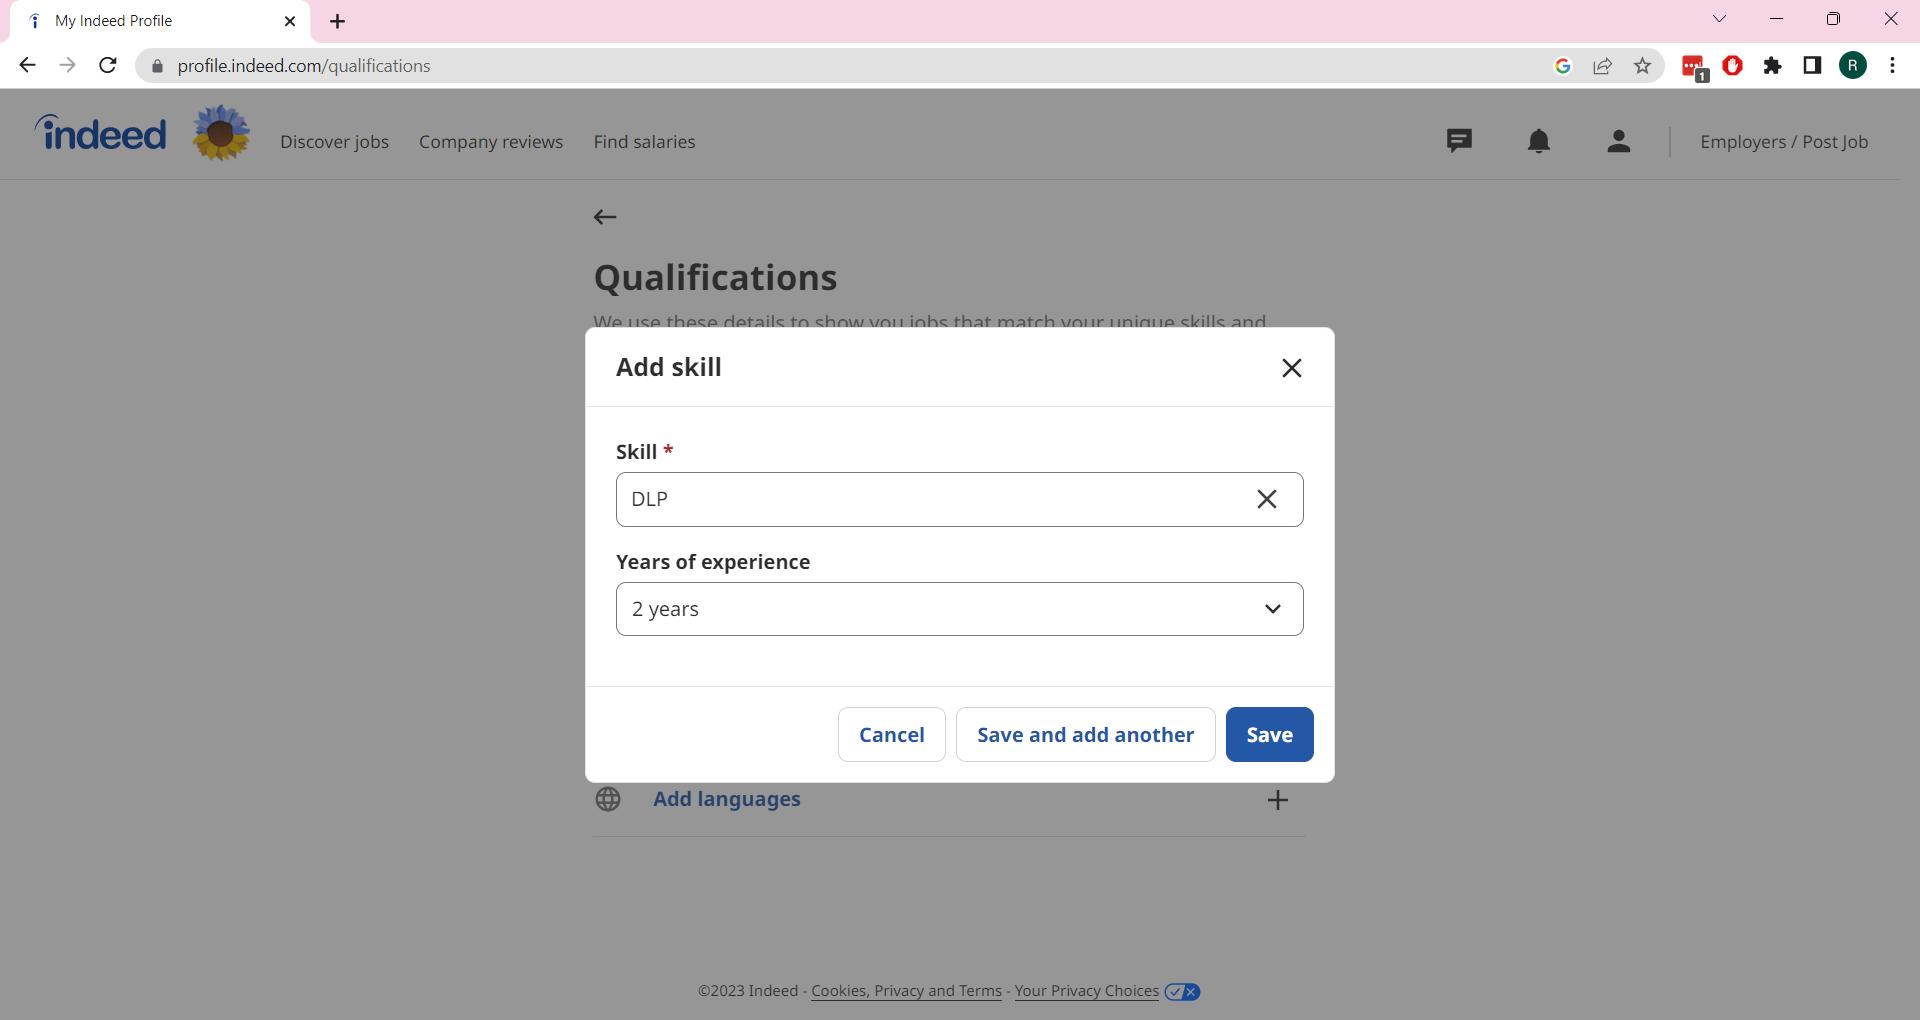 My Indeed Profile
profile.indeed.com/qualifications
1
R
indeed
Discover jobs
Company reviews
Find salaries
Employers / Post Job
Qualifications
We use these details to show you jobs that match your unique skills and
Add skill
Skill *
DLP
Years of experience
2 years
Cancel
Save and add another
Save
Add languages
©2023 Indeed - Cookies, Privacy and Terms - Your Privacy Choices